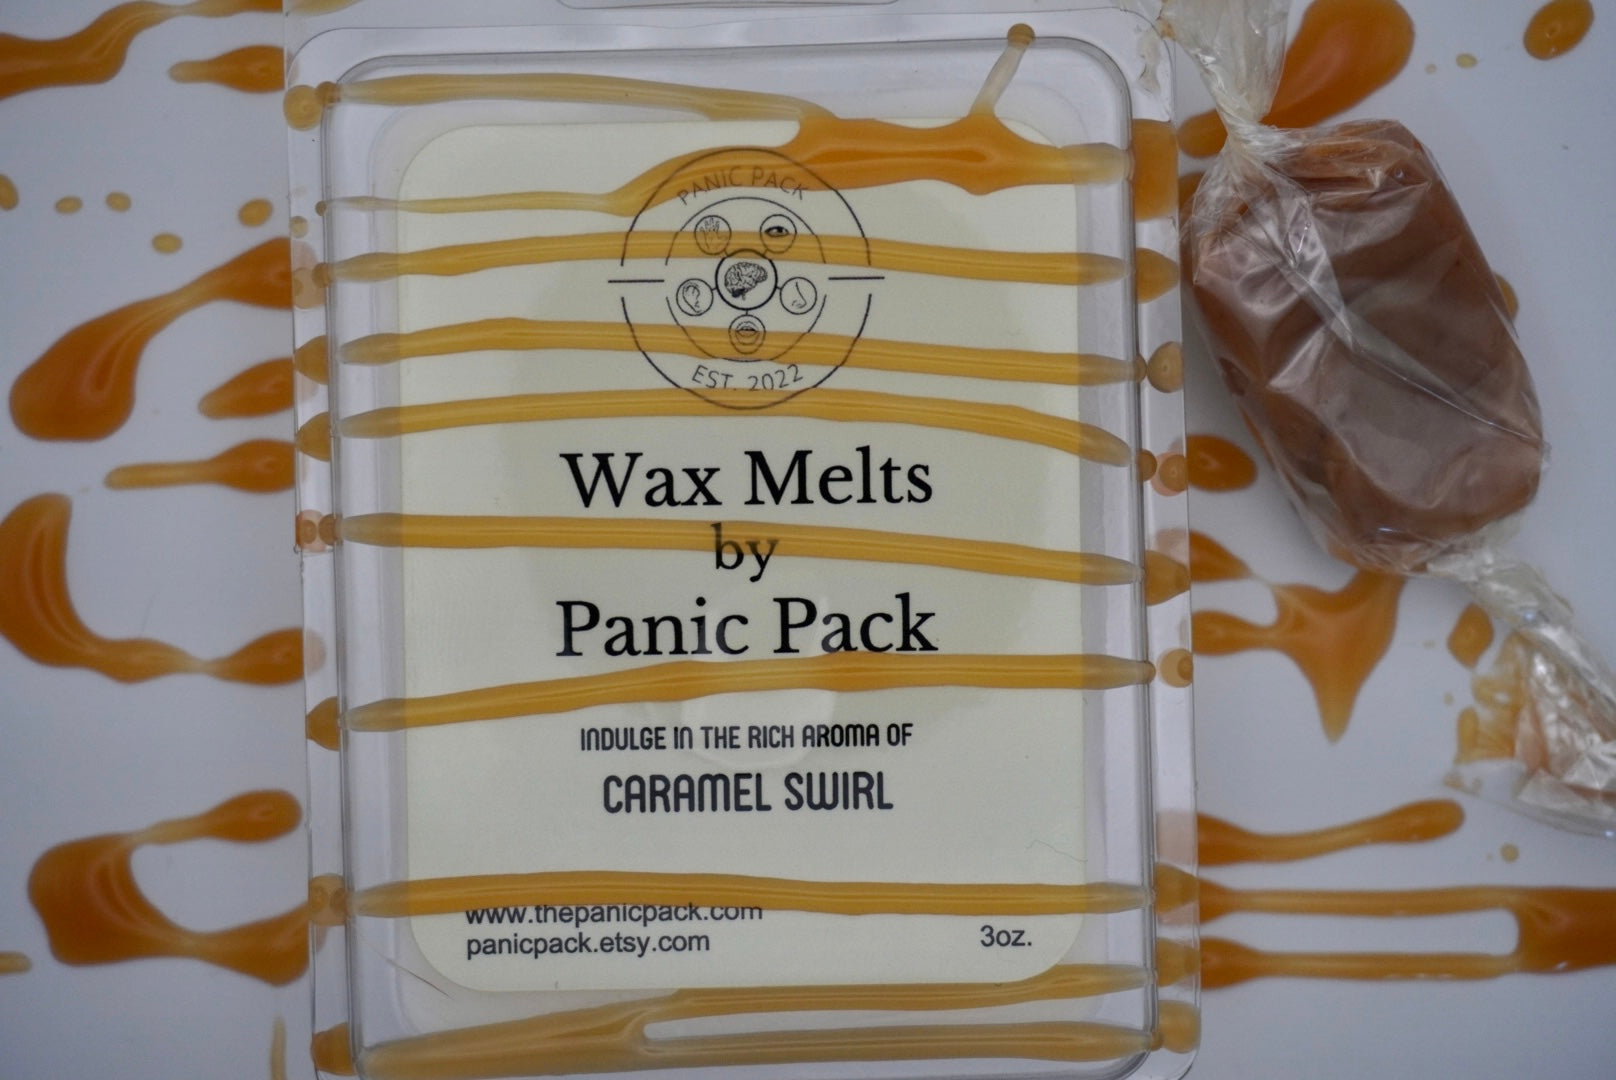 PANIC PACK
EST. 2022
Wax Melts
by
Panic Pack
INDULGE IN THE RICH AROMA OF
CARAMEL SWIRL
www.thepanicpack.com
panicpack.etsy.com
3oz.